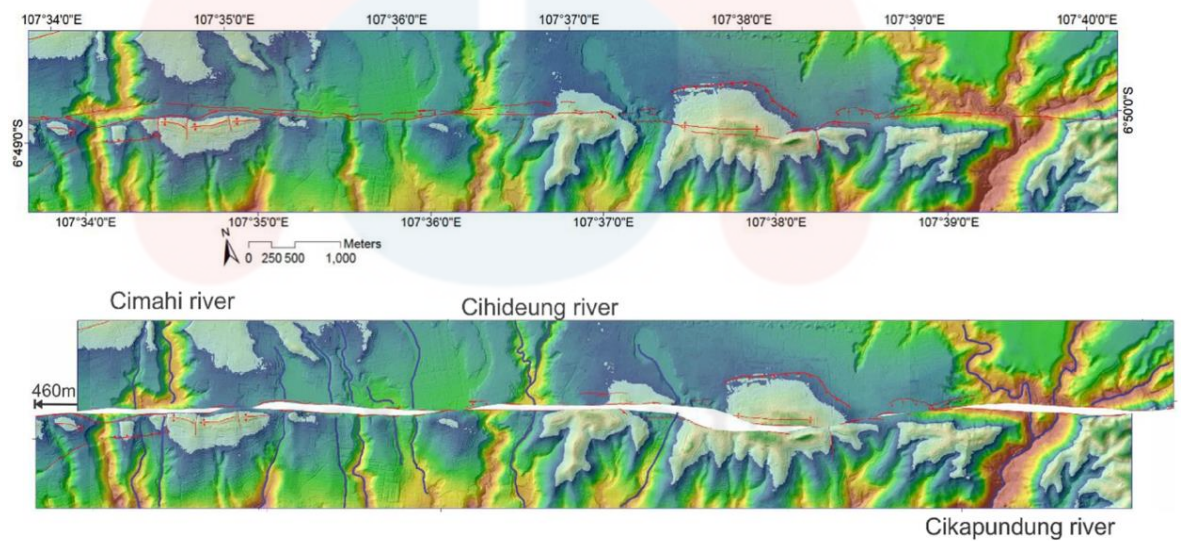 107°34'0"E 107°35'0"E 107°36'0"E 107°37'0"E 107°38'0"E 107°39'0"E 107°40'0"E
6°49'0"S
6°50'0"S
107°34'0"E 107°35'0"E 107°36'0"E 107°37'0"E 107°38'0"E 107°39'0"E
N
Meters
0 250 500 1,000
Cimahi river
Cihideung river
460m
Cikapundung river